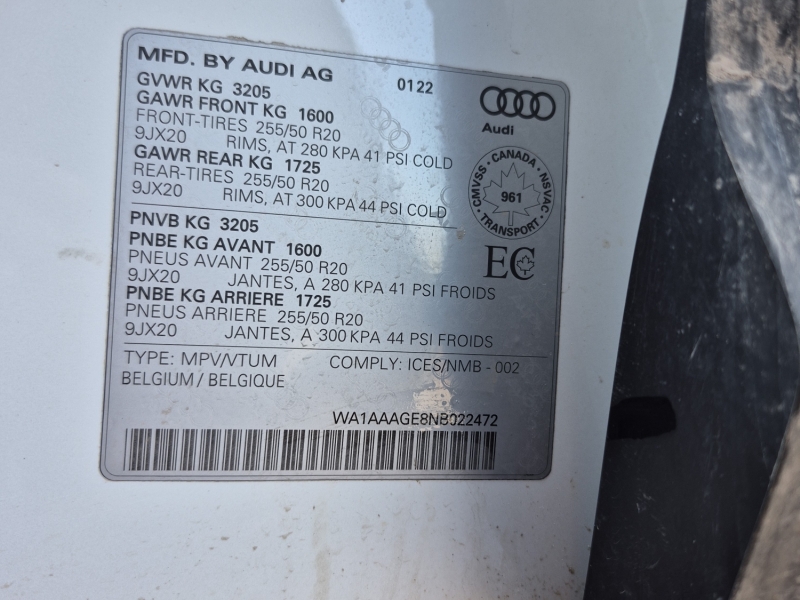 MFD. BY AUDI AG 0122
GVWR KG 3205
GAWR FRONT KG 1600
FRONT-TIRES 255/50 R20
9JX20 RIMS, AT 280 KPA 41 PSI COLD
GAWR REAR KG 1725
REAR-TIRES 255/50 R20
9JX20 RIMS, AT 300 KPA 44 PSI COLD
Audi
CMVSS · CANADA · NSVAC
961
· TRANSPORT ·
EC
PNVB KG 3205
PNBE KG AVANT 1600
PNEUS AVANT 255/50 R20
9JX20 JANTES, A 280 KPA 41 PSI FROIDS
PNBE KG ARRIERE 1725
PNEUS ARRIERE 255/50 R20
9JX20 JANTES, A 300 KPA 44 PSI FROIDS
TYPE: MPV/VTUM COMPLY: ICES/NMB - 002
BELGIUM / BELGIQUE
WA1AAAGE8NB022472